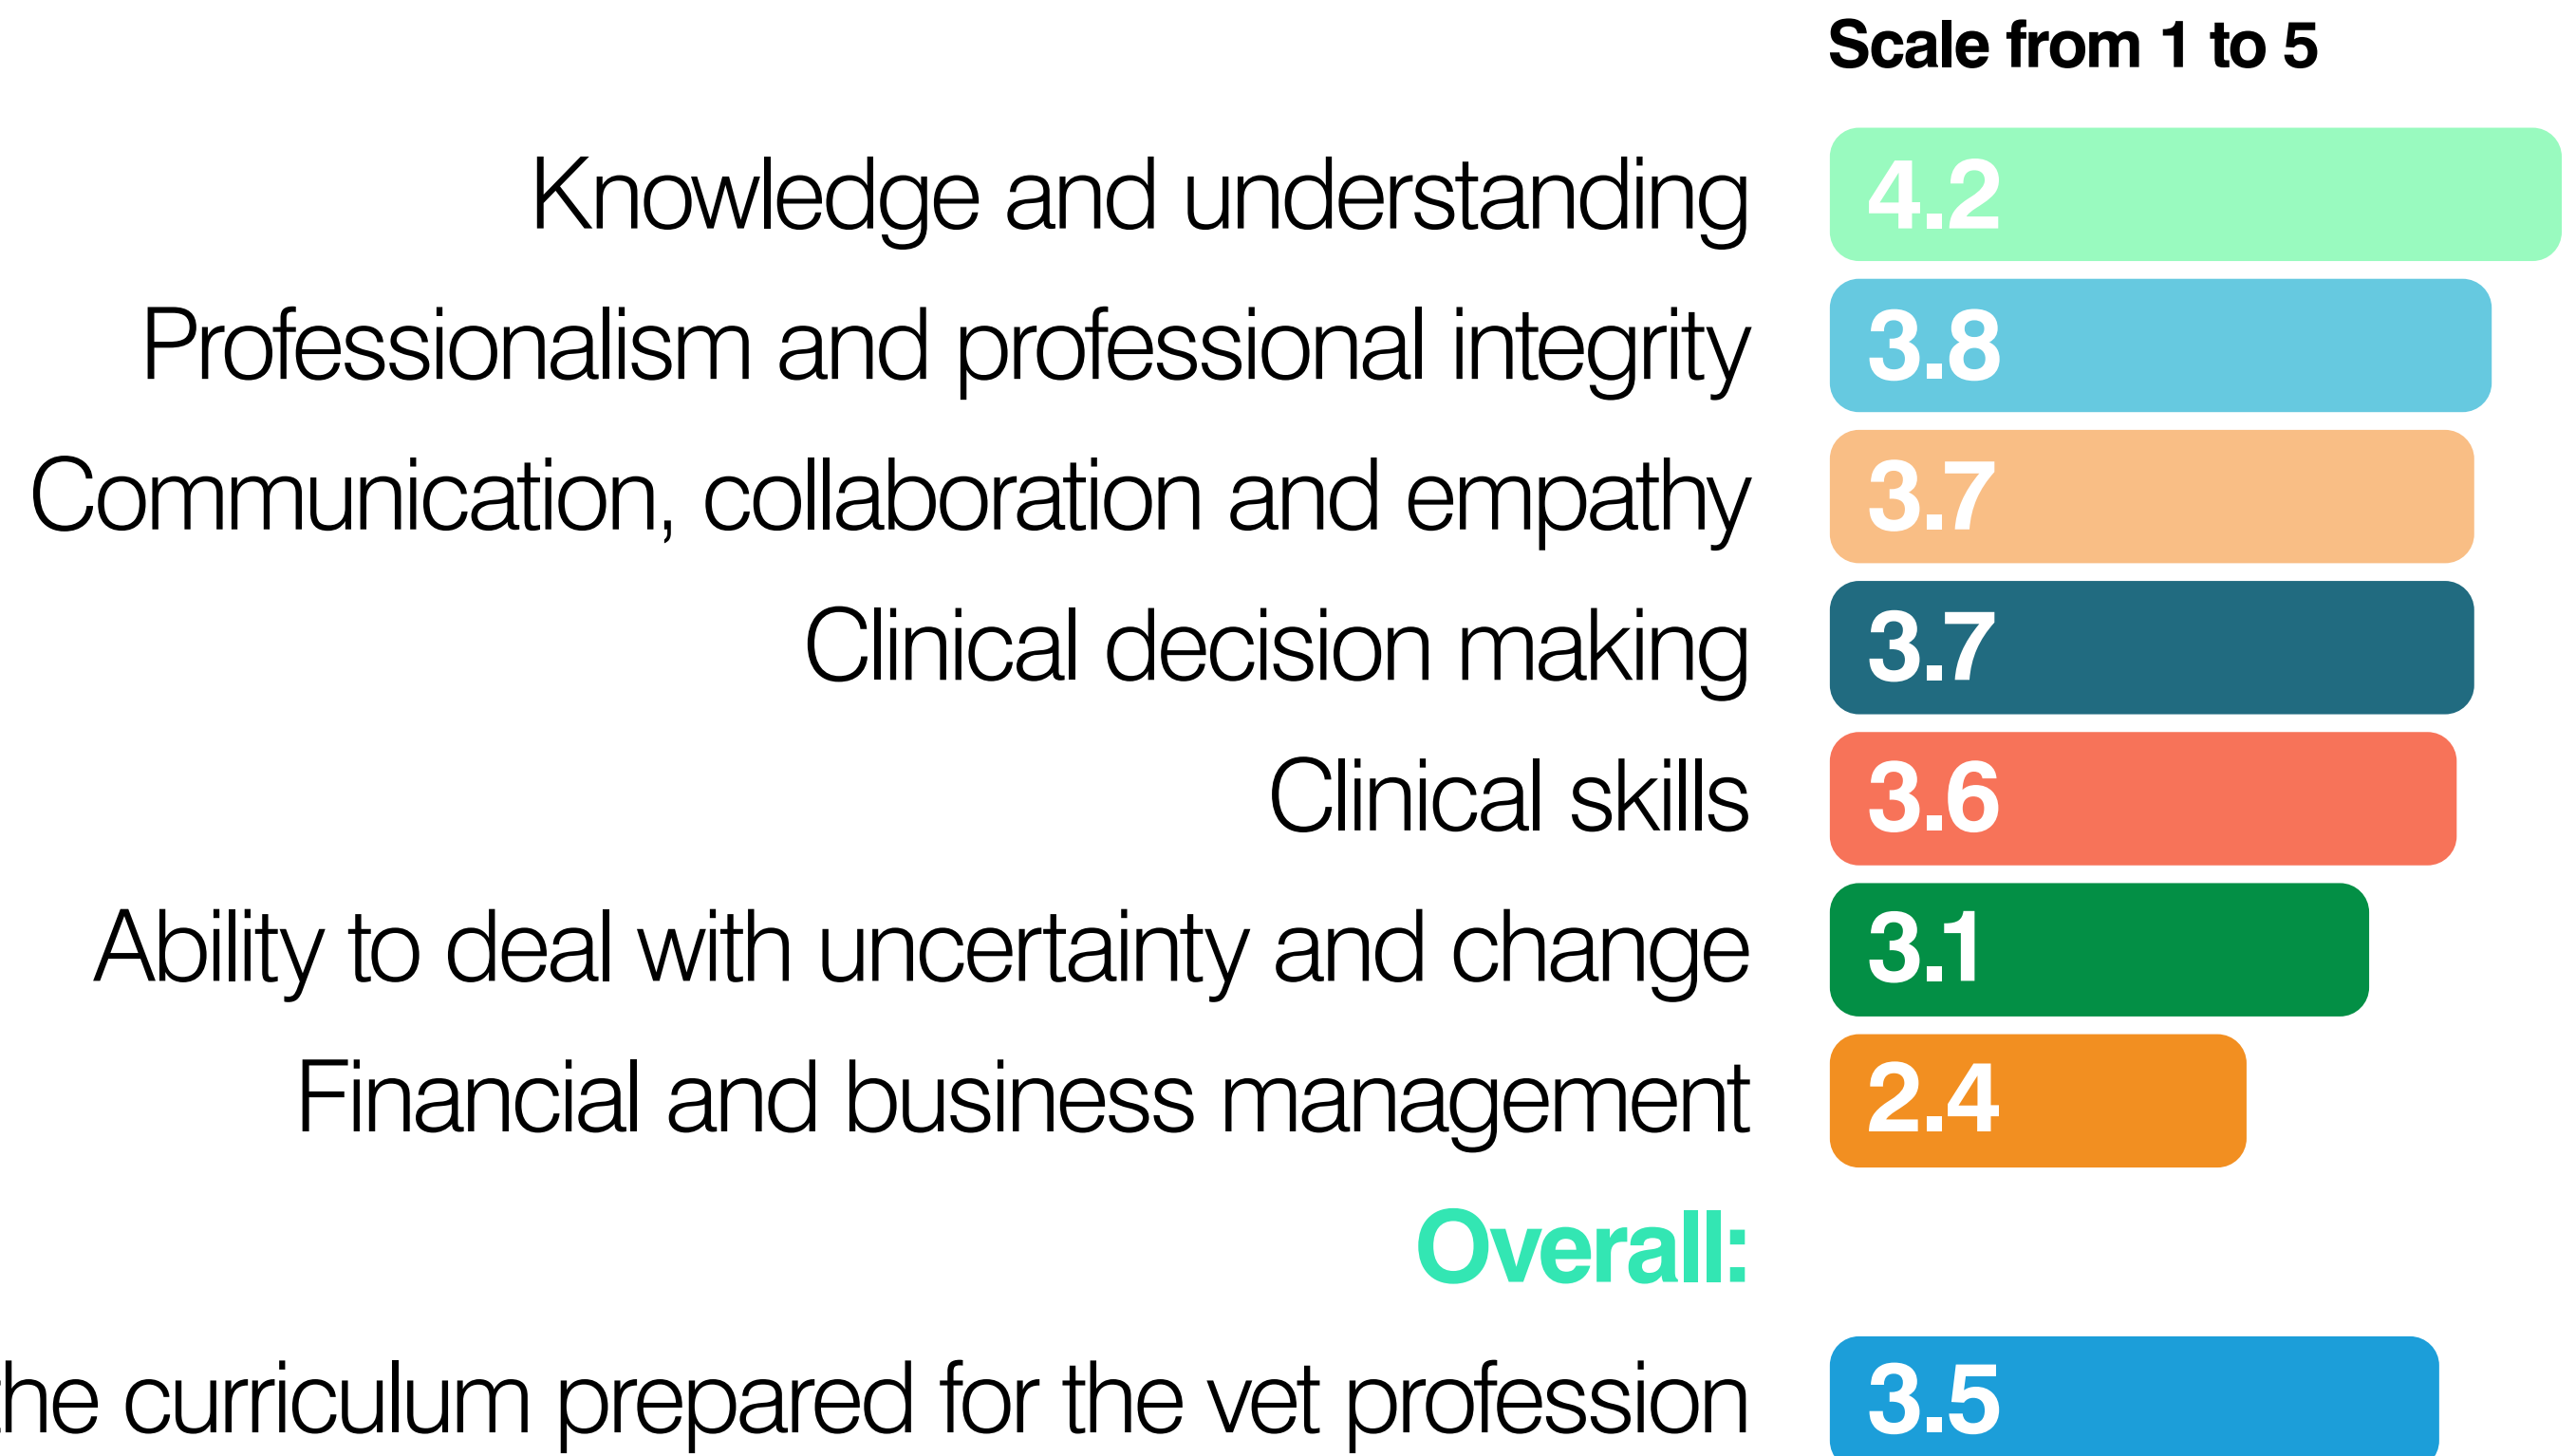 Scale from 1 to 5
Knowledge and understanding 4.2
Professionalism and professional integrity 3.8
Communication, collaboration and empathy 3.7
Clinical decision making 3.7
Clinical skills 3.6
Ability to deal with uncertainty and change 3.1
Financial and business management 2.4
Overall:
curriculum prepared for the vet profession 3.5